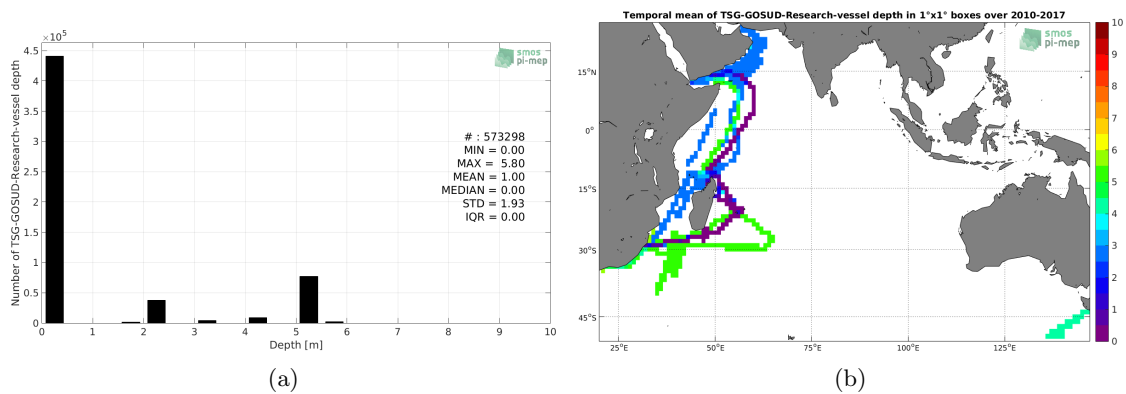 ×10⁵
4.5
4
3.5
3
2.5
2
1.5
1
0.5
0
Number of TSG-GOSUD-Research-vessel depth
smos
pi-mep
# : 573298
MIN = 0.00
MAX = 5.80
MEAN = 1.00
MEDIAN = 0.00
STD = 1.93
IQR = 0.00
0 1 2 3 4 5 6 7 8 9 10
Depth [m]
(a)
Temporal mean of TSG-GOSUD-Research-vessel depth in 1°x1° boxes over 2010-2017
smos
pi-mep
15°N
0°
15°S
30°S
45°S
25°E 50°E 75°E 100°E 125°E
10
9
8
7
6
5
4
3
2
1
0
(b)